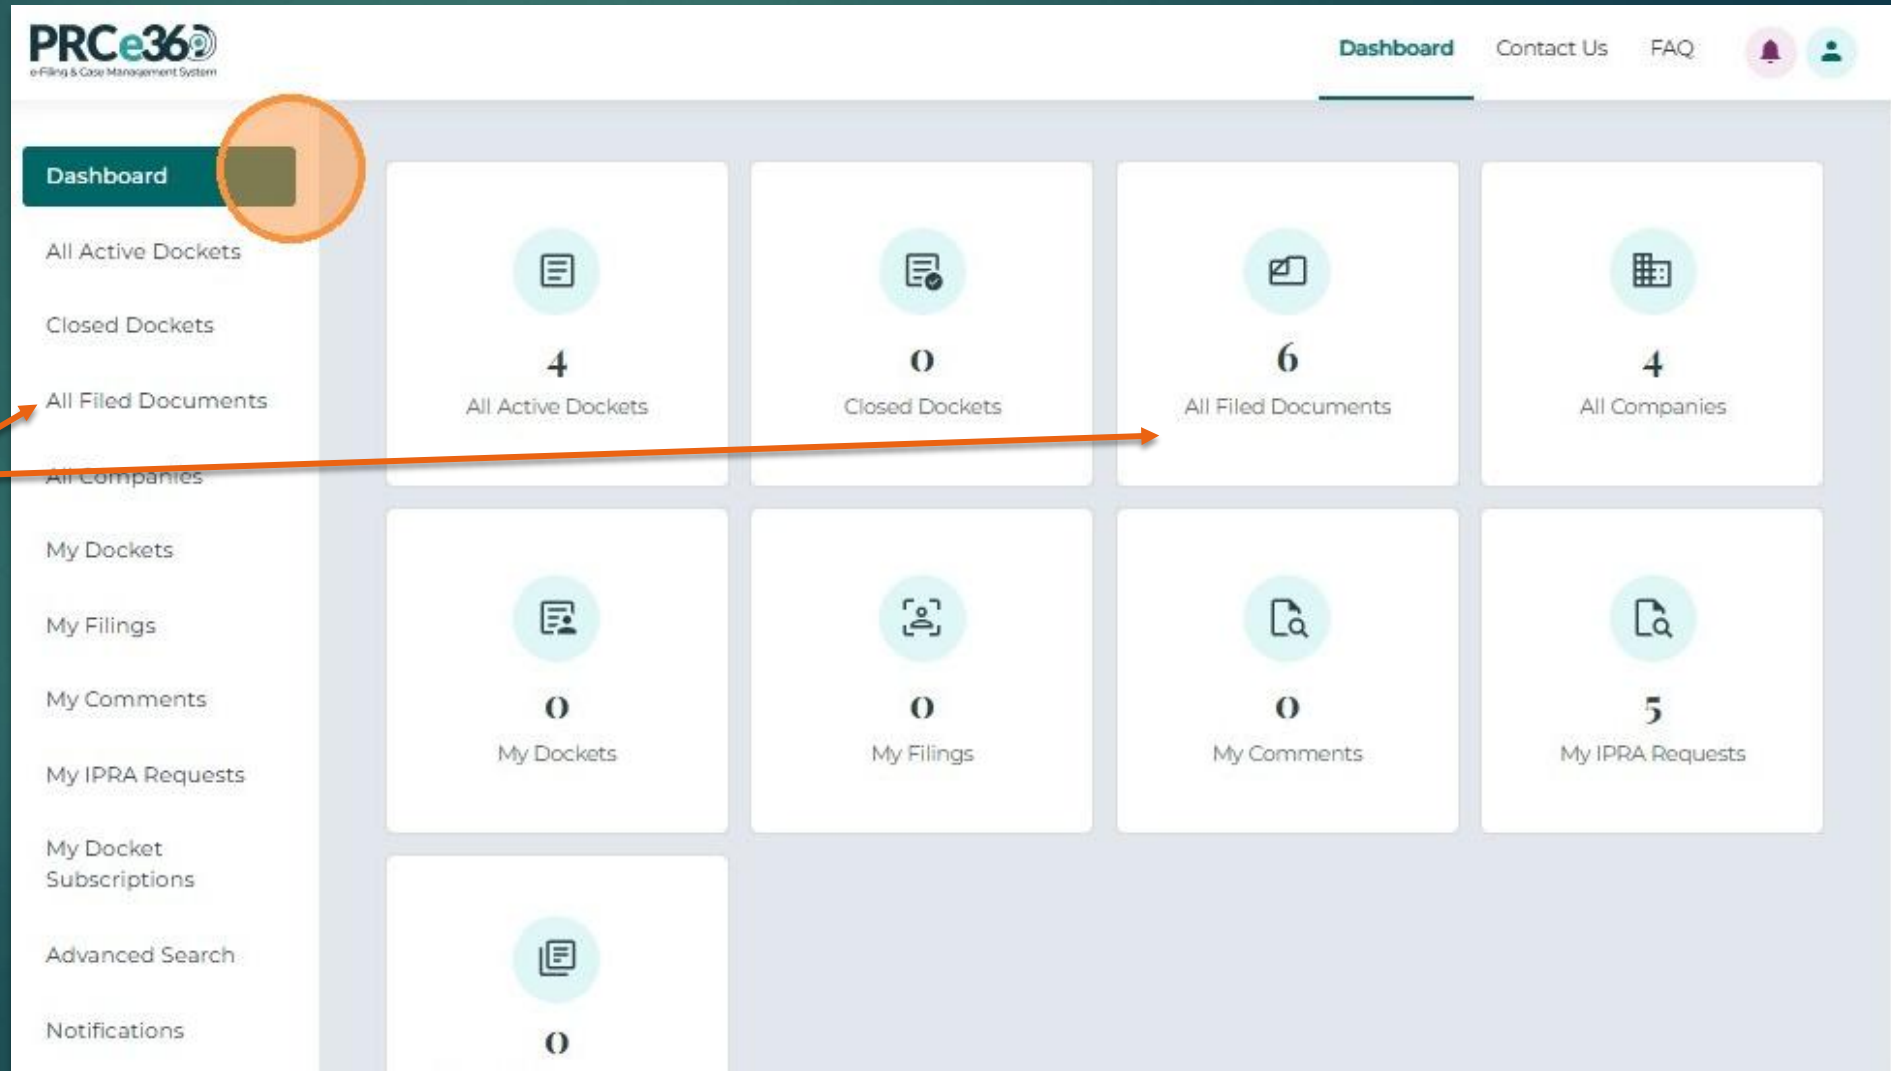 PRCe360
e-Filing & Case Management System
Dashboard
Contact Us
FAQ
Dashboard
All Active Dockets
Closed Dockets
All Filed Documents
All Companies
My Dockets
My Filings
My Comments
My IPRA Requests
My Docket
Subscriptions
Advanced Search
Notifications
4
All Active Dockets
0
Closed Dockets
6
All Filed Documents
4
All Companies
0
My Dockets
0
My Filings
0
My Comments
5
My IPRA Requests
0